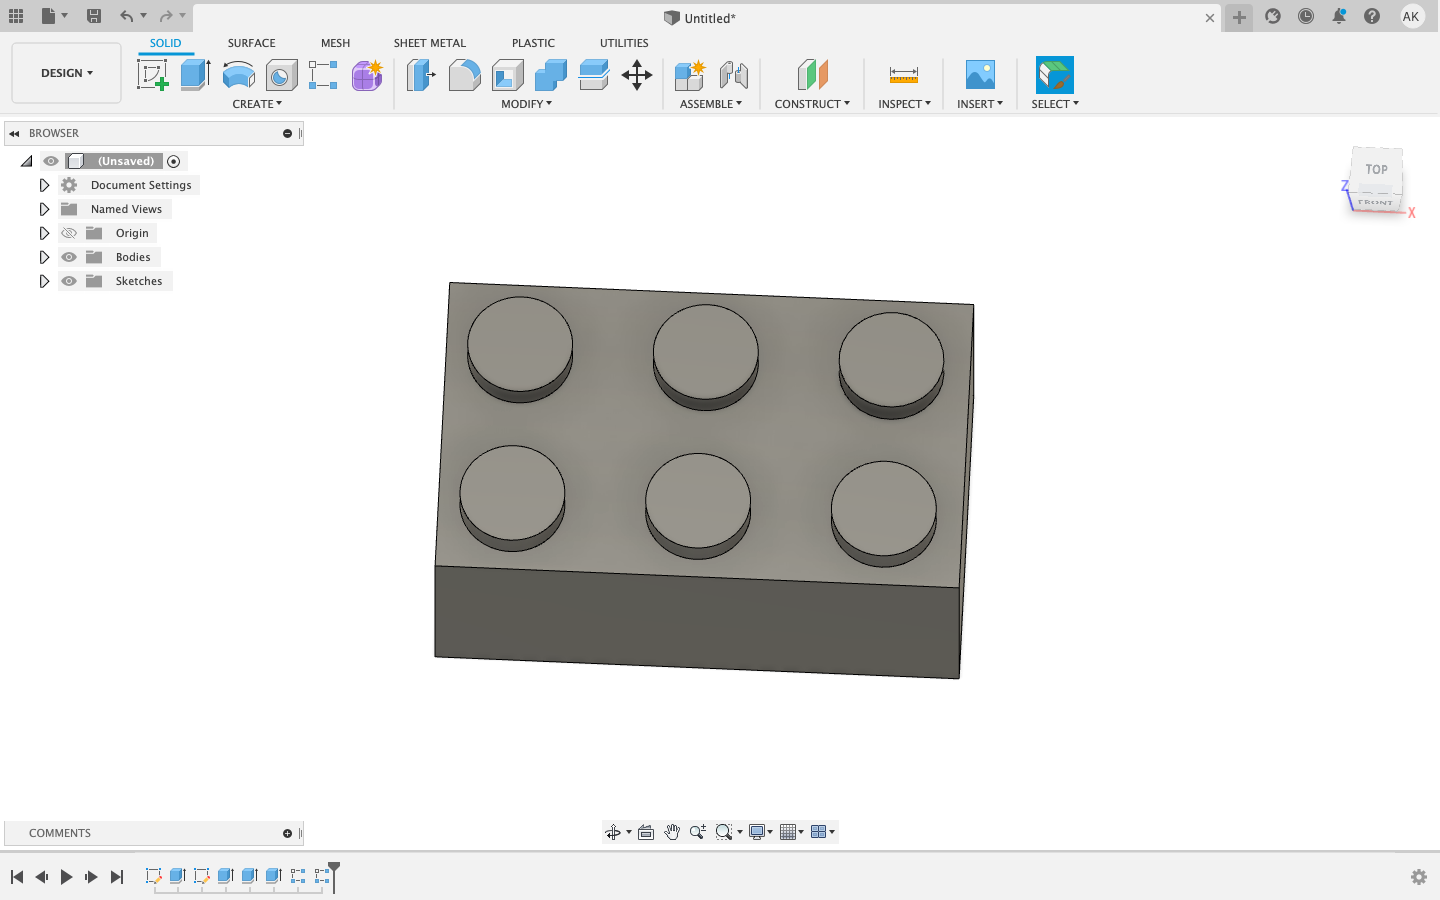 Untitled*
AK
SOLID
SURFACE
MESH
SHEET METAL
PLASTIC
UTILITIES
DESIGN
CREATE
MODIFY
ASSEMBLE
CONSTRUCT
INSPECT
INSERT
SELECT
BROWSER
(Unsaved)
Document Settings
Named Views
Origin
Bodies
Sketches
TOP
Z
FRONT
X
COMMENTS